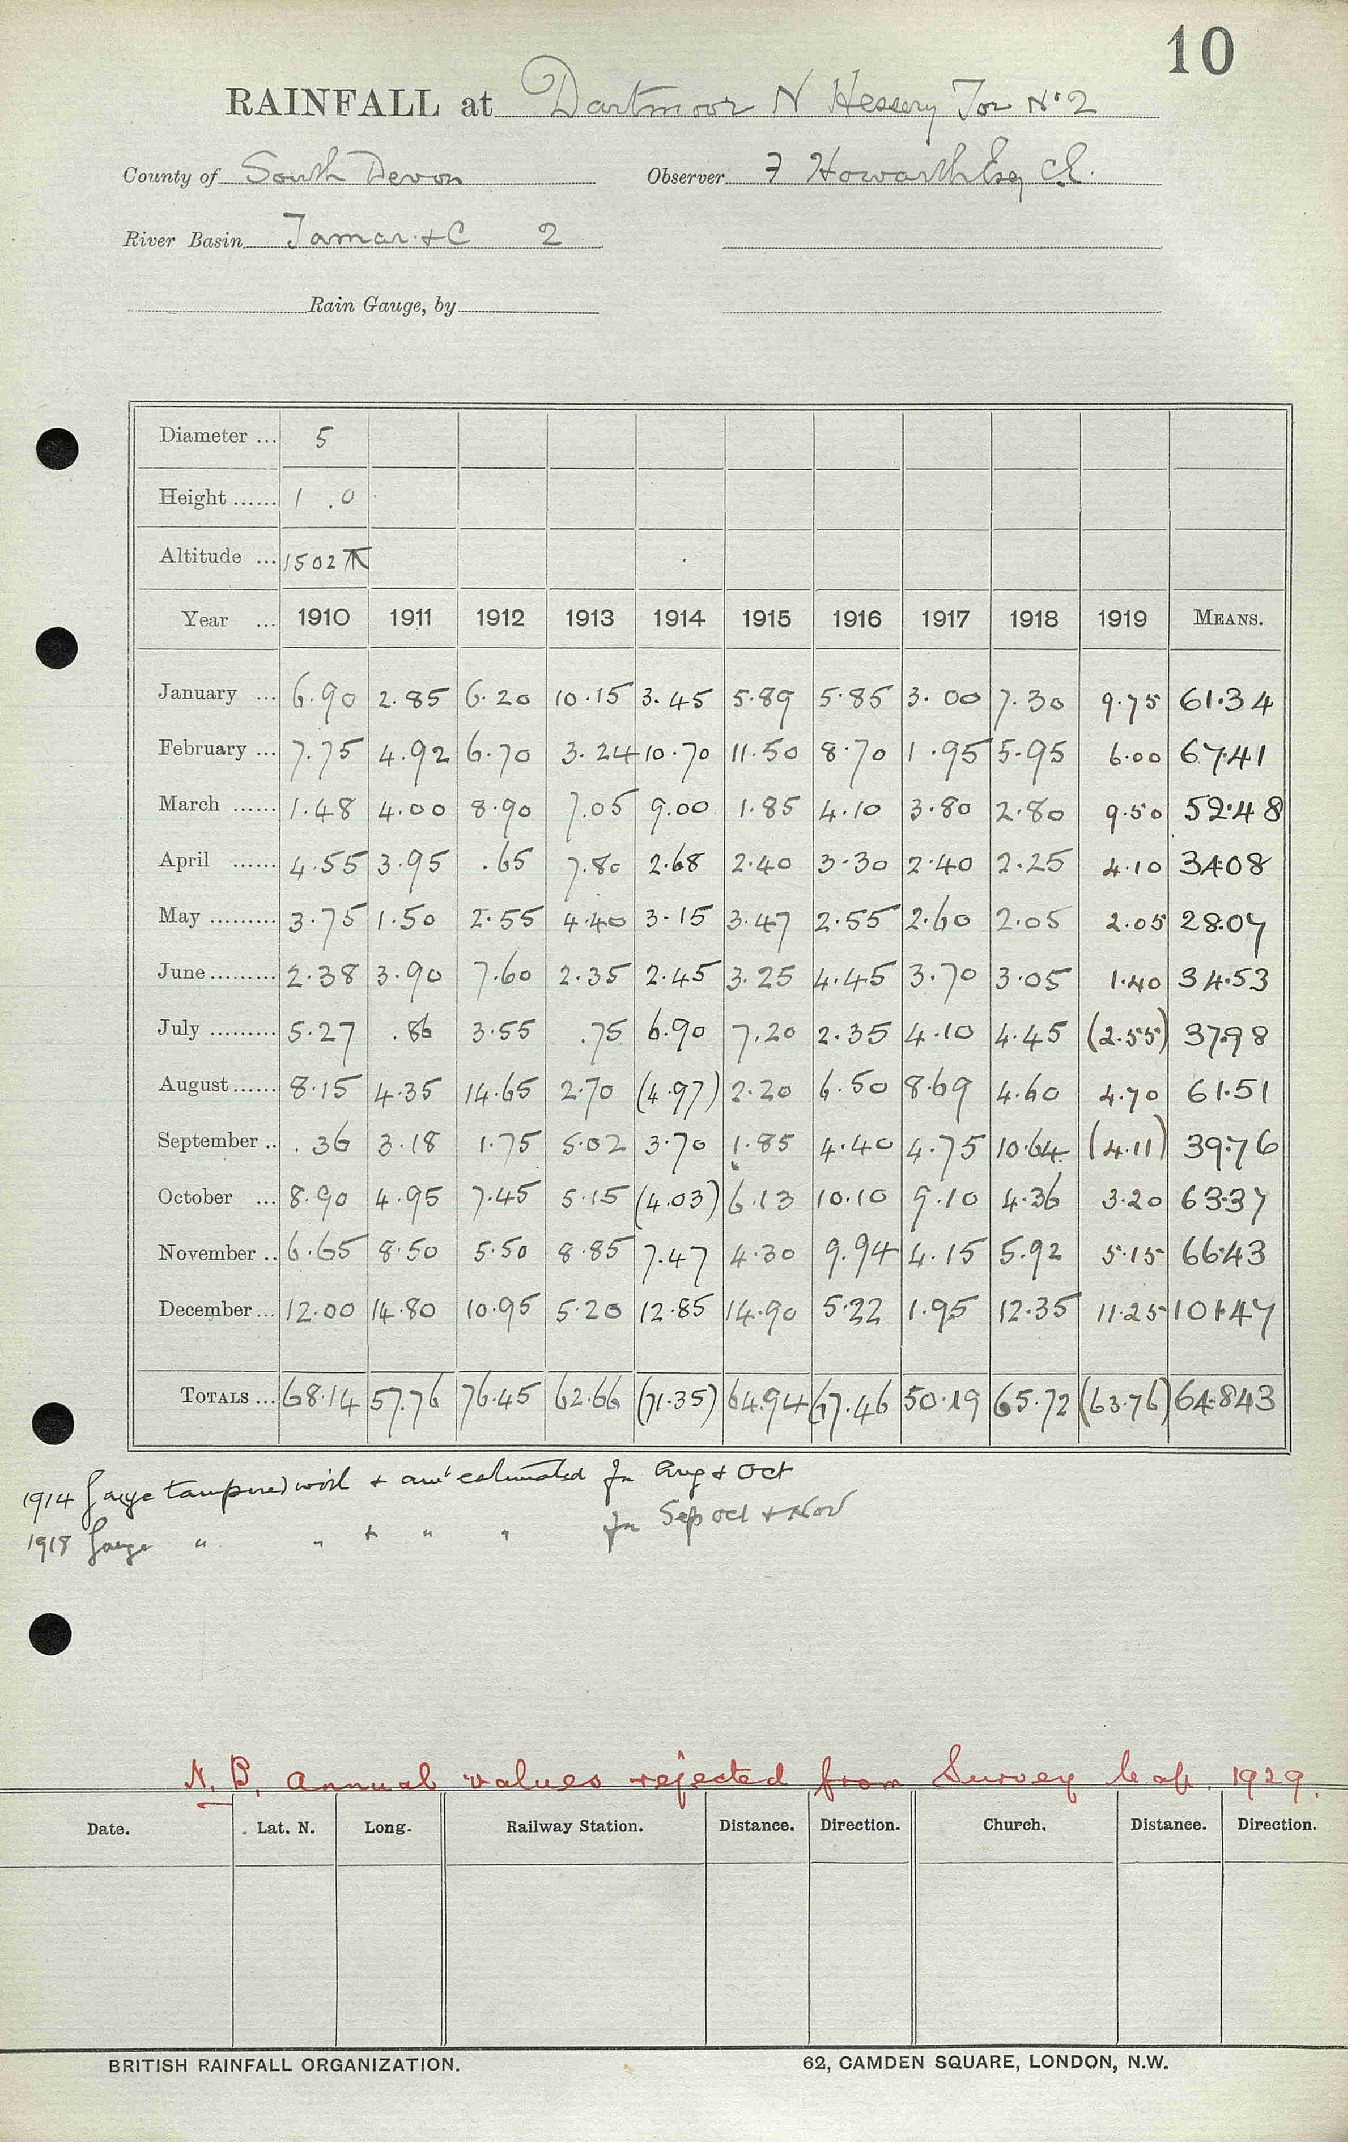 10
RAINFALL at Dartmoor N Hessery Tor No 2
County of South Devon Observer F Howarth Esq C.E.
River Basin Tamar &C 2
Rain Gauge, by
Diameter ... 5
Height ...... 1 .0
Altitude ... 1502
Year ... 1910 1911 1912 1913 1914 1915 1916 1917 1918 1919 MEANS.
January ... 6.90 2.85 6.20 10.15 3.45 5.89 5.85 3.00 7.30 9.75 61.34
February ... 7.75 4.92 6.70 3.24 10.70 11.50 8.70 1.95 5.95 6.00 67.41
March ...... 1.48 4.00 8.90 7.05 9.00 1.85 4.10 3.80 2.80 9.50 52.48
April ...... 4.55 3.95 .65 7.80 2.68 2.40 3.30 2.40 2.25 4.10 34.08
May ......... 3.75 1.50 2.55 4.40 3.15 3.47 2.55 2.60 2.05 2.05 28.07
June ......... 2.38 3.90 7.60 2.35 2.45 3.25 4.45 3.70 3.05 1.40 34.53
July ......... 5.27 .86 3.55 .75 6.90 7.20 2.35 4.10 4.45 (2.55) 37.98
August ...... 8.15 4.35 14.65 2.70 (4.97) 2.20 6.50 8.69 4.60 4.70 61.51
September .. .36 3.18 1.75 5.02 3.70 1.85 4.40 4.75 10.64 (4.11) 39.76
October ... 8.90 4.95 7.45 5.15 (4.03) 6.13 10.10 9.10 4.36 3.20 63.37
November .. 6.65 8.50 5.50 8.85 7.47 4.30 9.94 4.15 5.92 5.15 66.43
December ... 12.00 14.80 10.95 5.20 12.85 14.90 5.22 1.95 12.35 11.25 101.47
TOTALS ... 68.14 57.76 76.45 62.66 (71.35) 64.94 67.46 50.19 65.72 (63.76) 64.843
1914 Gauge tampered with & amt estimated for Aug & Oct
1918 Gauge " " & " " for Sep Oct & Nov
N.B. Annual values rejected from Survey 1929.
Date. Lat. N. Long. Railway Station. Distance. Direction. Church. Distance. Direction.
BRITISH RAINFALL ORGANIZATION. 62, CAMDEN SQUARE, LONDON, N.W.